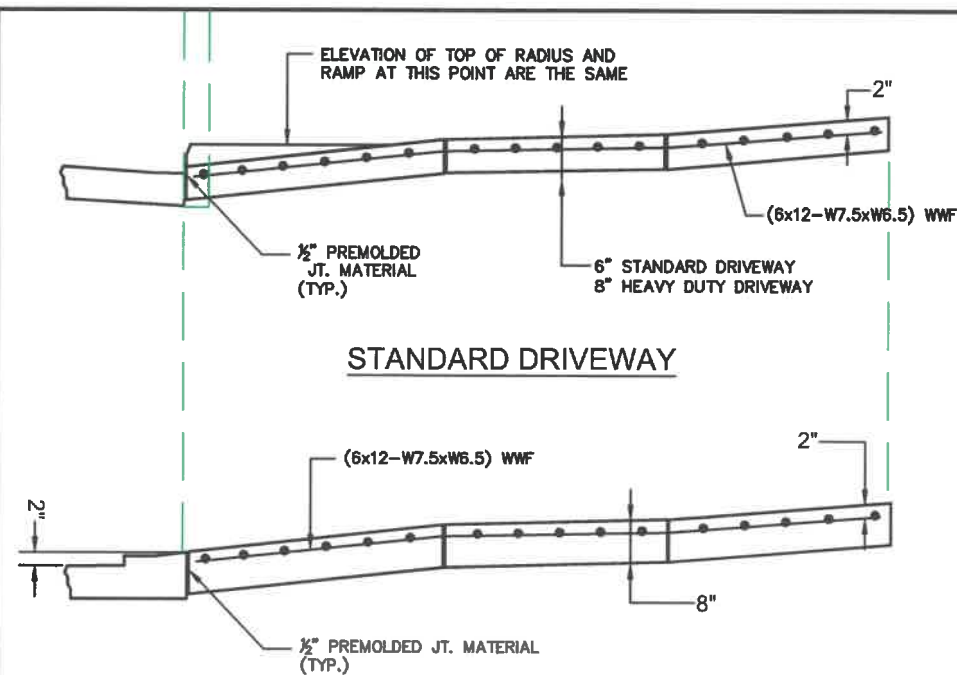 ELEVATION OF TOP OF RADIUS AND
RAMP AT THIS POINT ARE THE SAME
2"
(6x12-W7.5xW6.5) WWF
½" PREMOLDED
JT. MATERIAL
(TYP.)
6" STANDARD DRIVEWAY
8" HEAVY DUTY DRIVEWAY
STANDARD DRIVEWAY
(6x12-W7.5xW6.5) WWF
2"
2"
8"
½" PREMOLDED JT. MATERIAL
(TYP.)